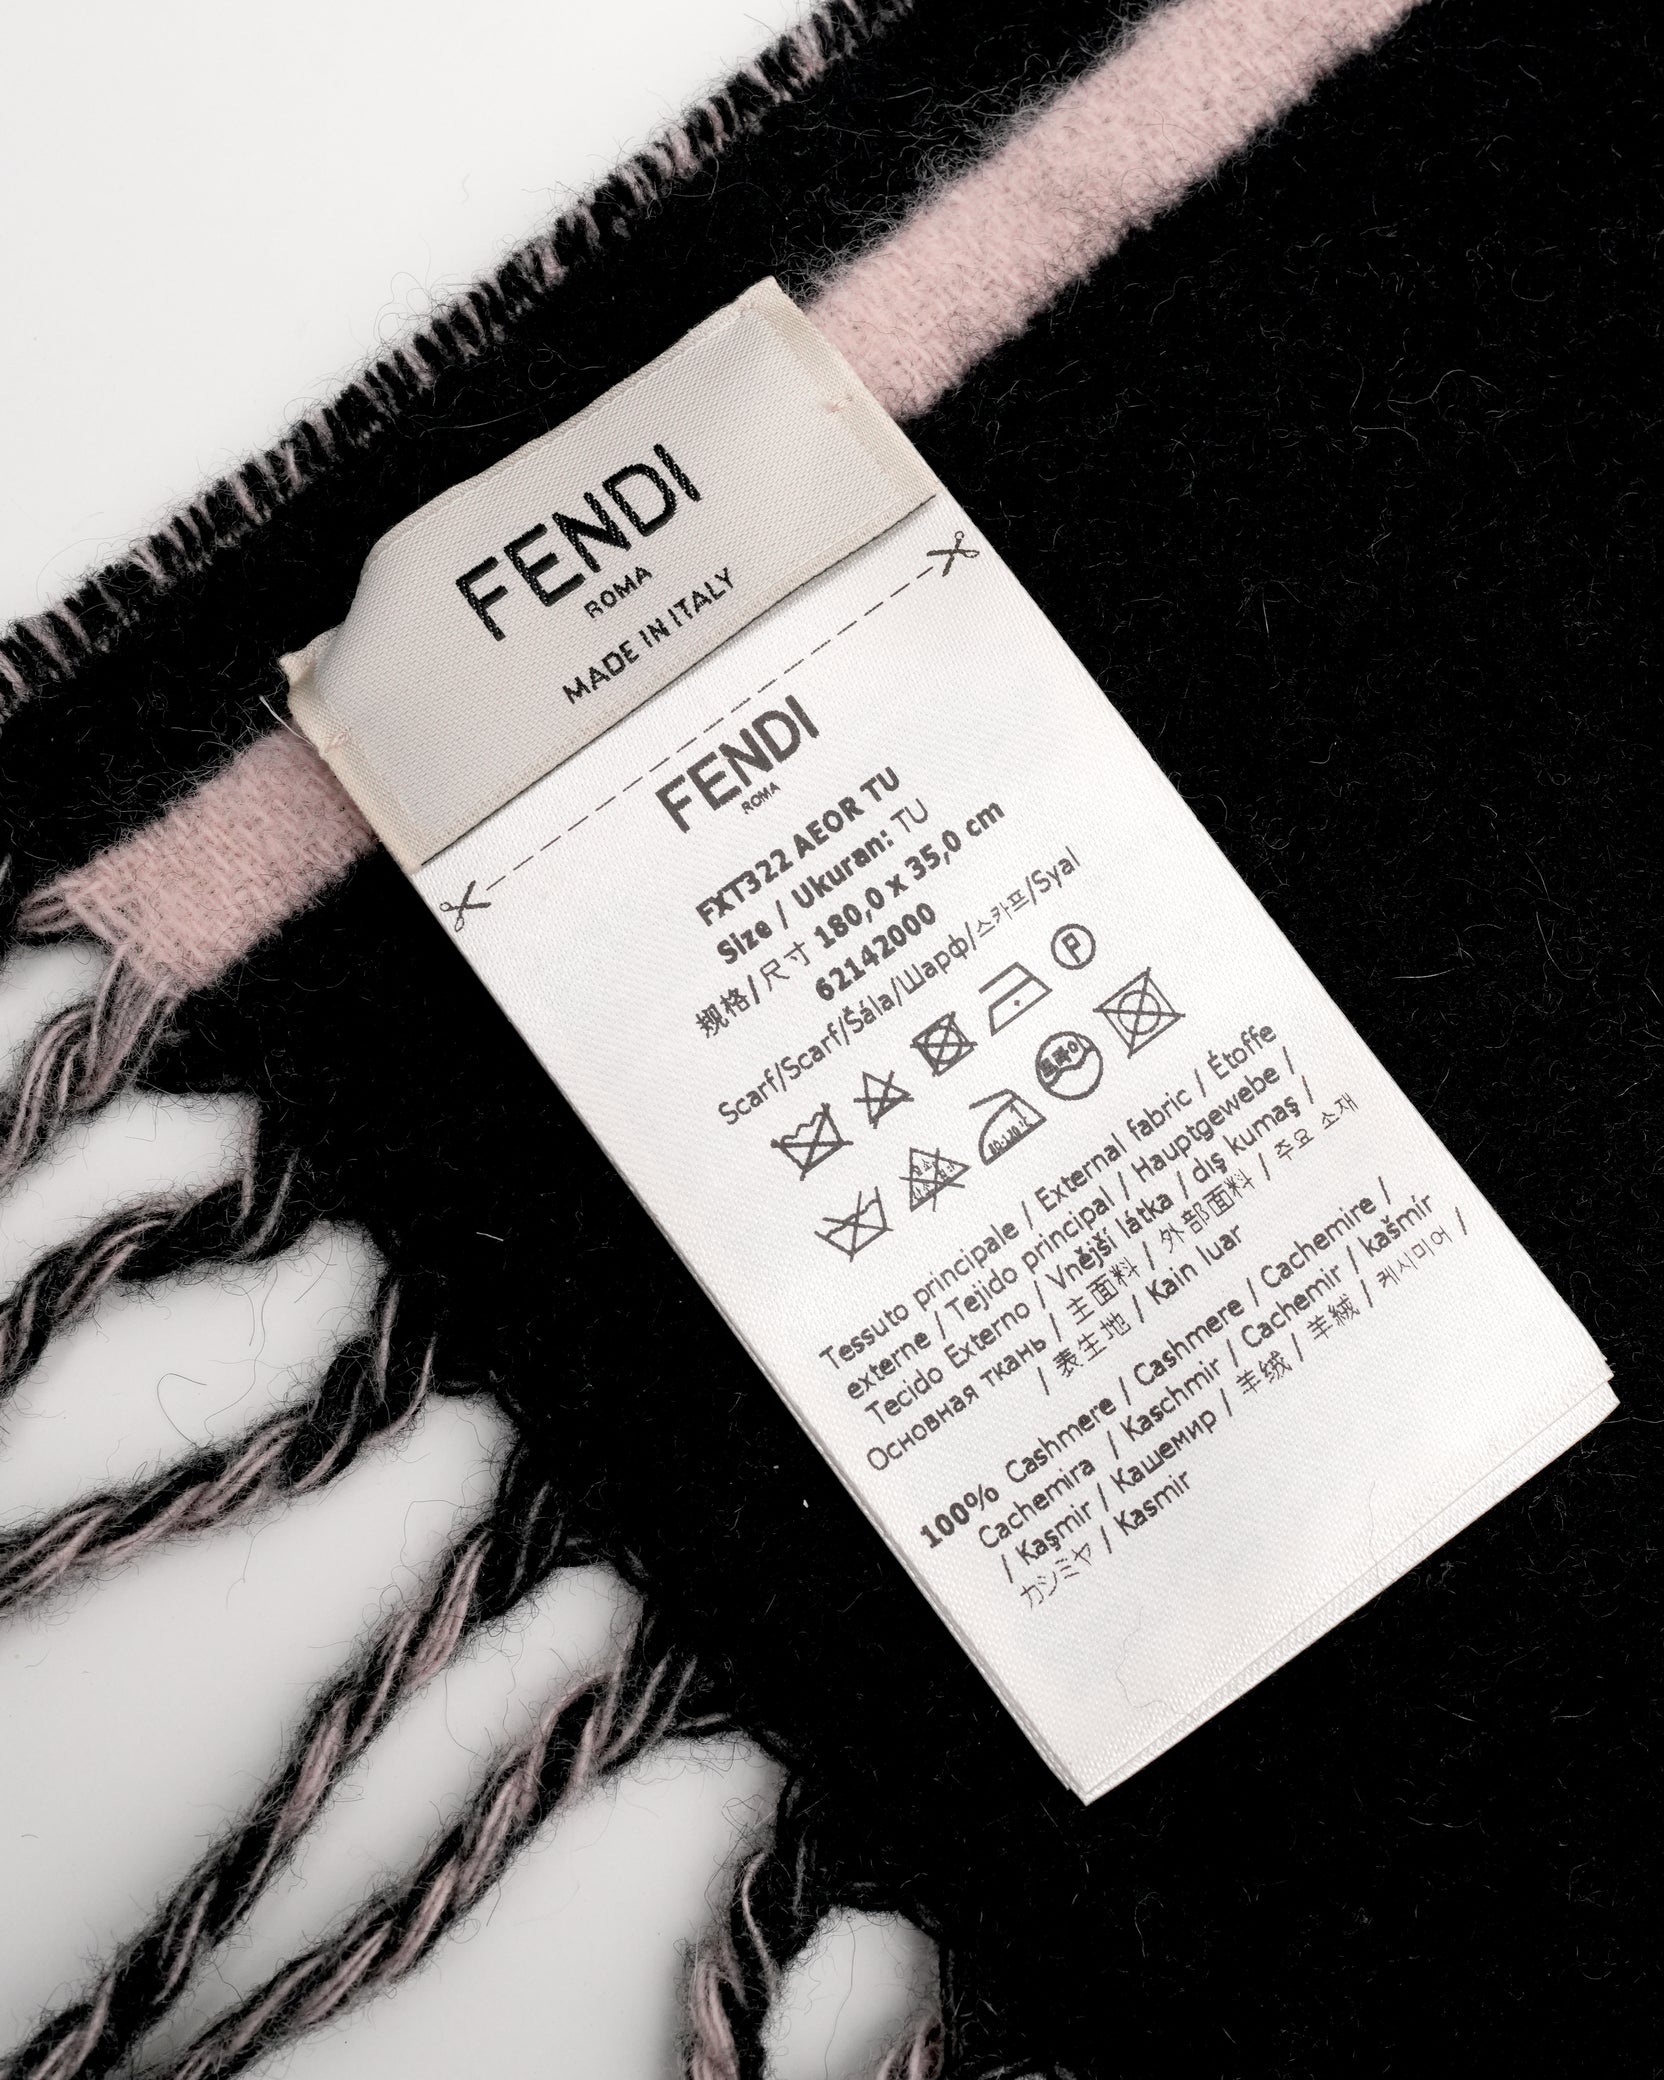 FENDI
ROMA
MADE IN ITALY
FENDI
ROMA
FXT322 AEOR TU
Size / Ukuran: TU
规格/尺寸 180,0 x 35,0 cm
62142000
Scarf/Scarf/Šála/Шарф/스카프/Syal
P
Tessuto principale / External fabric / Étoffe
externe / Tejido principal / Hauptgewebe /
Tecido Externo / Vnější látka / dış kumaş /
Основная ткань / 主面料 / 外部面料 / 주요 소재
/ 表生地 / Kain luar
100% Cashmere / Cashmere / Cachemire /
Cachemira / Kaschmir / Cachemir / kašmír
/ Kaşmir / Кашемир / 羊绒 / 羊絨 / 케시미어 /
カシミヤ / Kasmir